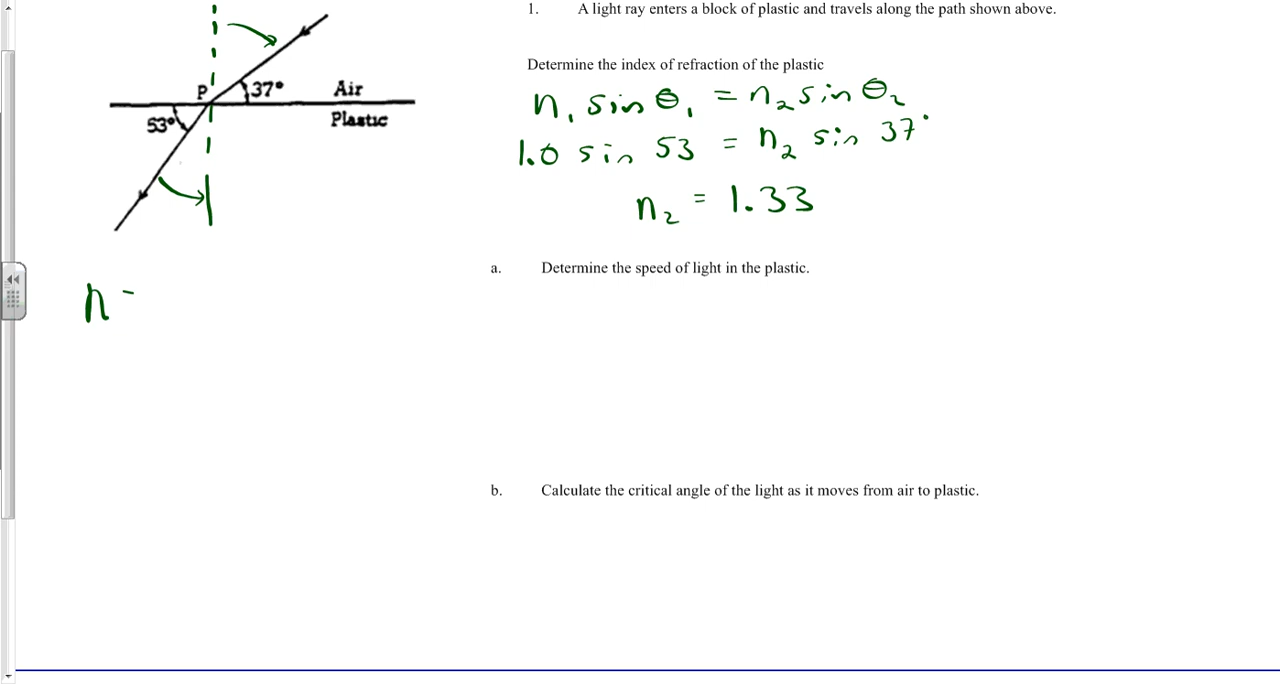 1. A light ray enters a block of plastic and travels along the path shown above.
P 37° Air
53° Plastic
Determine the index of refraction of the plastic
n₁ sin θ₁ = n₂ sin θ₂
1.0 sin 53 = n₂ sin 37°
n₂ = 1.33
a. Determine the speed of light in the plastic.
n -
b. Calculate the critical angle of the light as it moves from air to plastic.